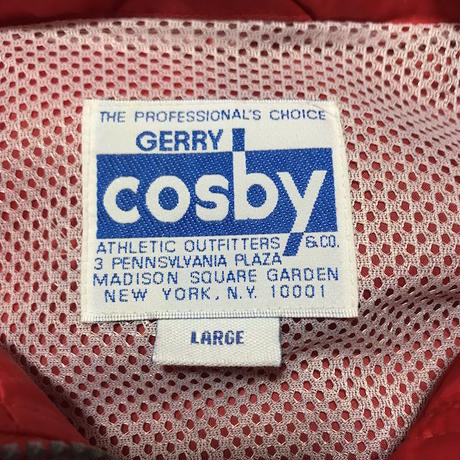 THE PROFESSIONAL'S CHOICE
GERRY
cosby
ATHLETIC OUTFITTERS & CO.
3 PENNSYLVANIA PLAZA
MADISON SQUARE GARDEN
NEW YORK, N.Y. 10001
LARGE